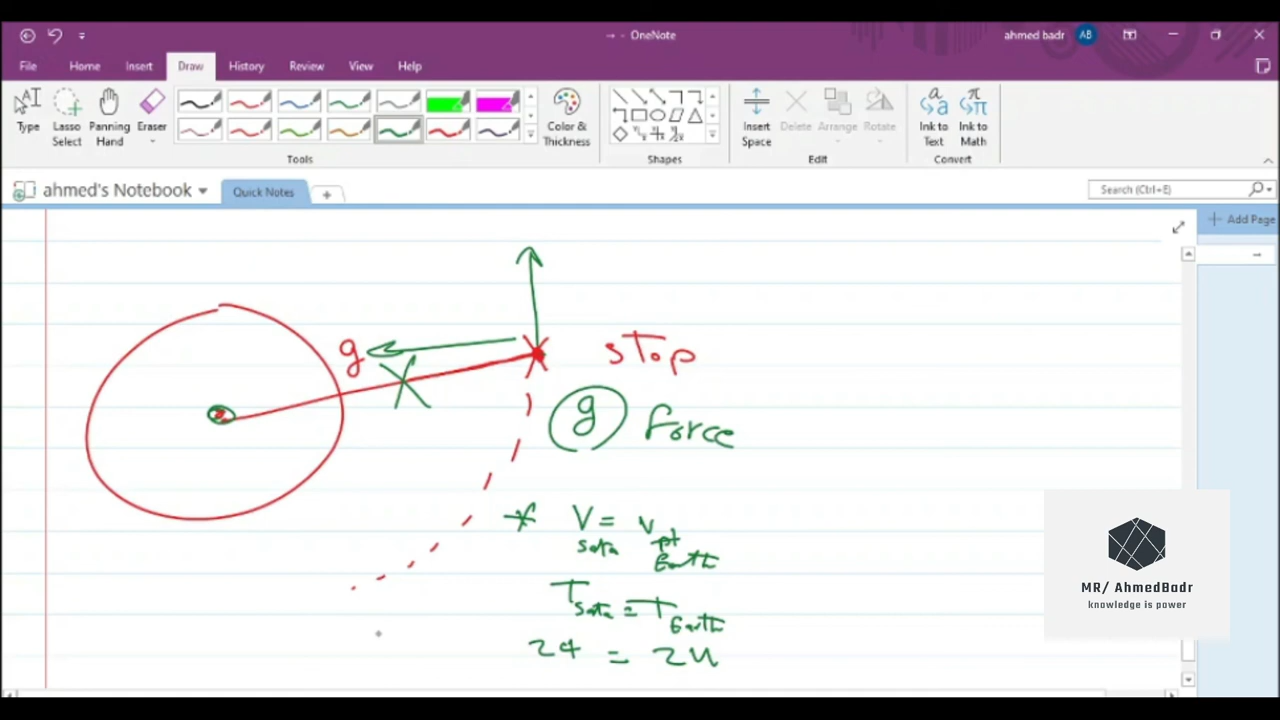 → - OneNote
ahmed badr AB
File Home Insert Draw History Review View Help
Type
Lasso Select
Panning Hand
Eraser
Color & Thickness
Insert Space
Delete
Arrange
Rotate
Ink to Text
Ink to Math
Tools
Shapes
Edit
Convert
ahmed's Notebook
Quick Notes
Search (Ctrl+E)
Add Page
g
stop
g force
V sata = V pt Earth
T sata = T Earth
24 = 24
MR/ AhmedBadr
knowledge is power